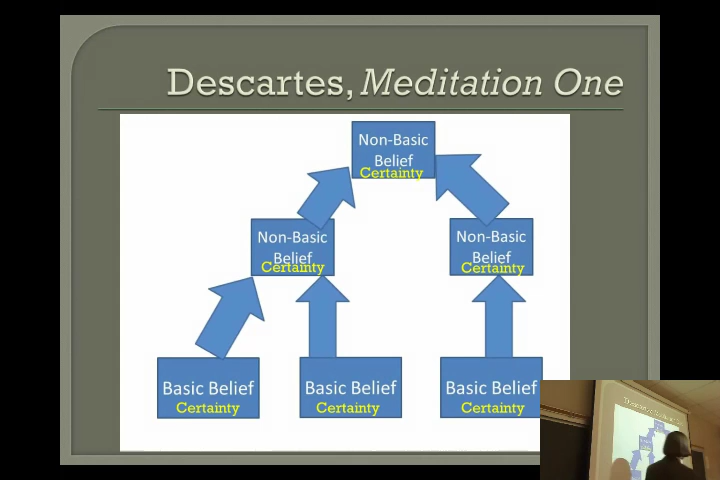 Descartes, Meditation One
Non-Basic
Belief
Certainty
Non-Basic
Belief
Certainty
Non-Basic
Belief
Certainty
Basic Belief
Certainty
Basic Belief
Certainty
Basic Belief
Certainty